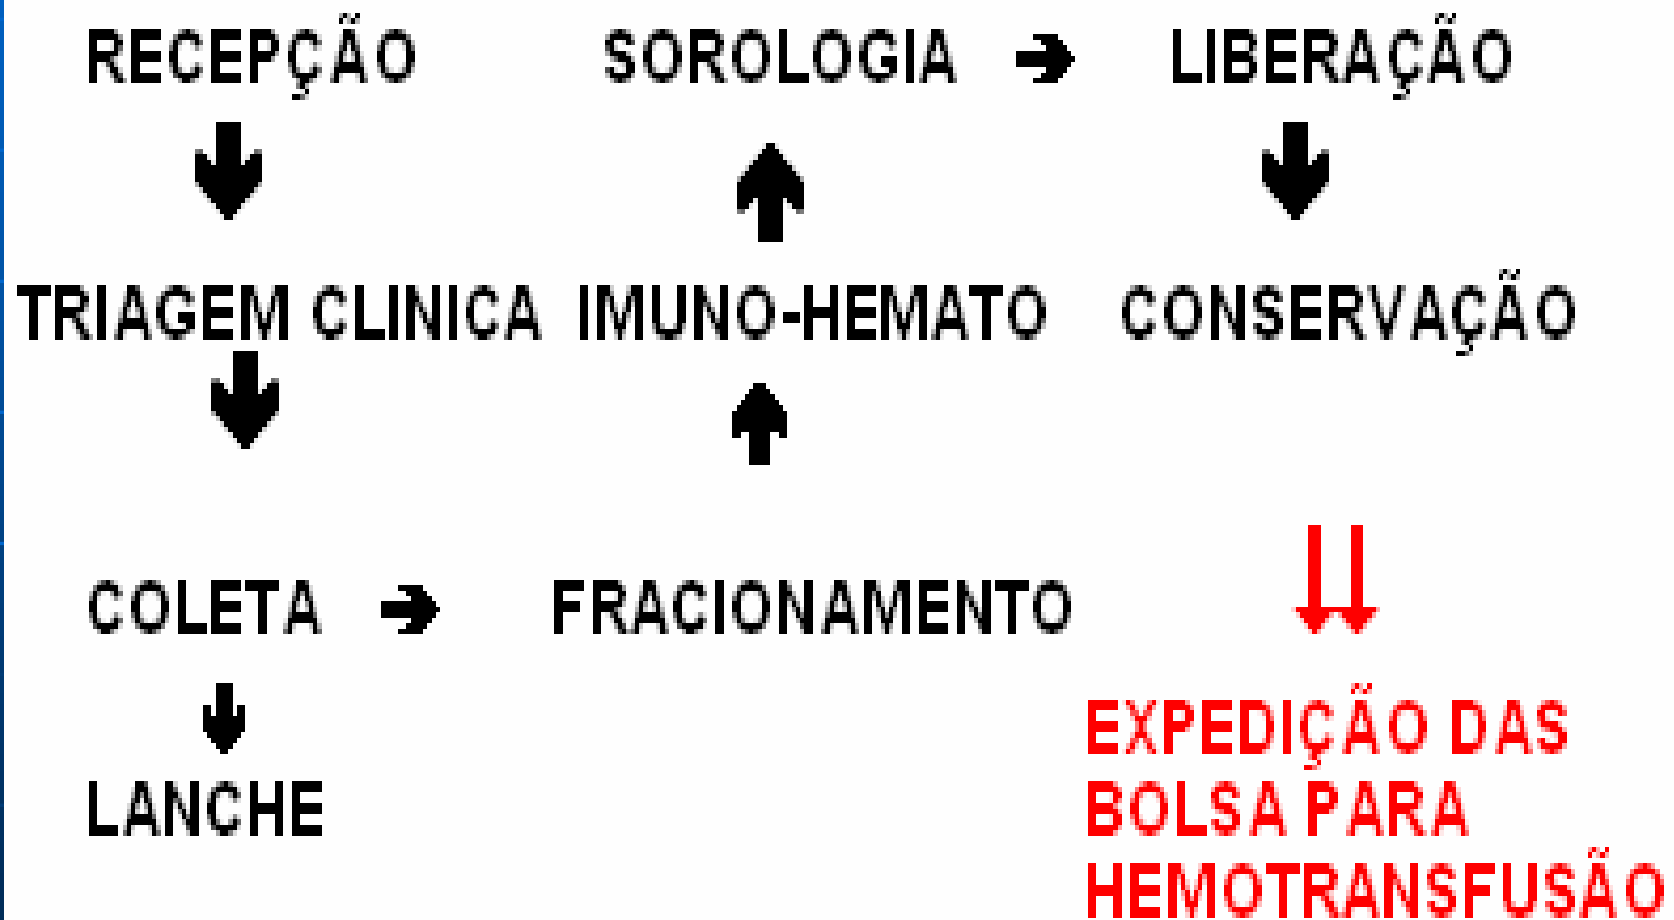 RECEPÇÃO SOROLOGIA ➔ LIBERAÇÃO
TRIAGEM CLINICA IMUNO-HEMATO CONSERVAÇÃO
COLETA ➔ FRACIONAMENTO
LANCHE
EXPEDIÇÃO DAS
BOLSA PARA
HEMOTRANSFUSÃO